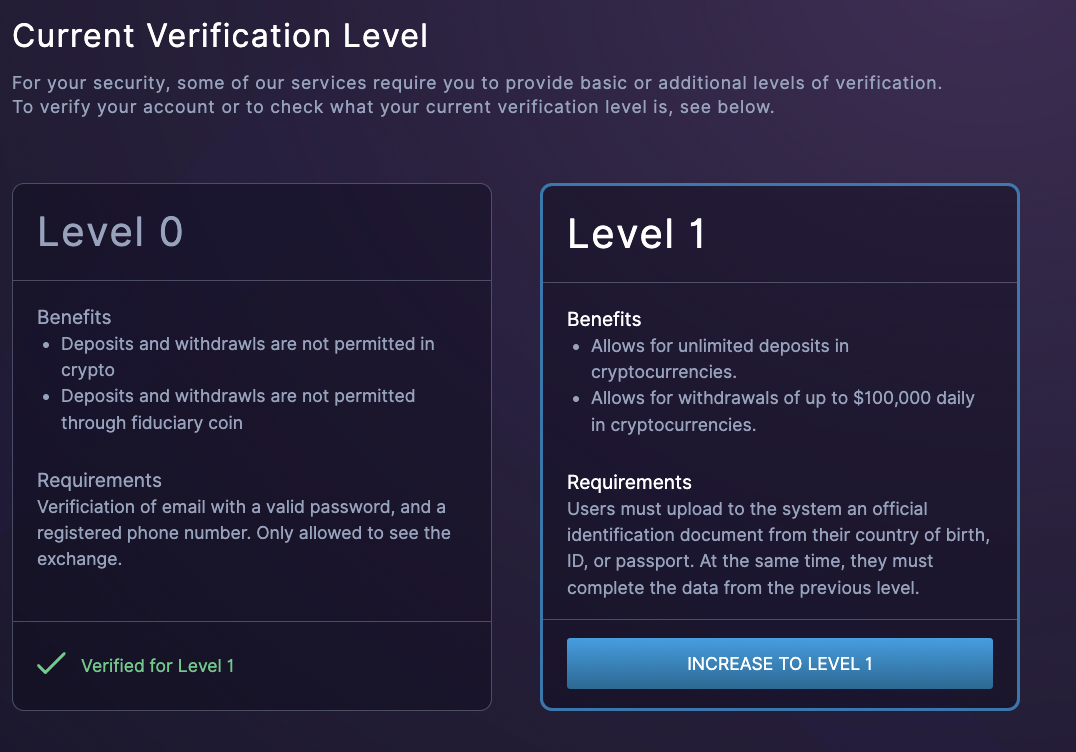 Current Verification Level
For your security, some of our services require you to provide basic or additional levels of verification.
To verify your account or to check what your current verification level is, see below.
Level 0
Benefits
• Deposits and withdrawls are not permitted in
crypto
• Deposits and withdrawls are not permitted
through fiduciary coin
Requirements
Verificiation of email with a valid password, and a
registered phone number. Only allowed to see the
exchange.
Verified for Level 1
Level 1
Benefits
• Allows for unlimited deposits in
cryptocurrencies.
• Allows for withdrawals of up to $100,000 daily
in cryptocurrencies.
Requirements
Users must upload to the system an official
identification document from their country of birth,
ID, or passport. At the same time, they must
complete the data from the previous level.
INCREASE TO LEVEL 1